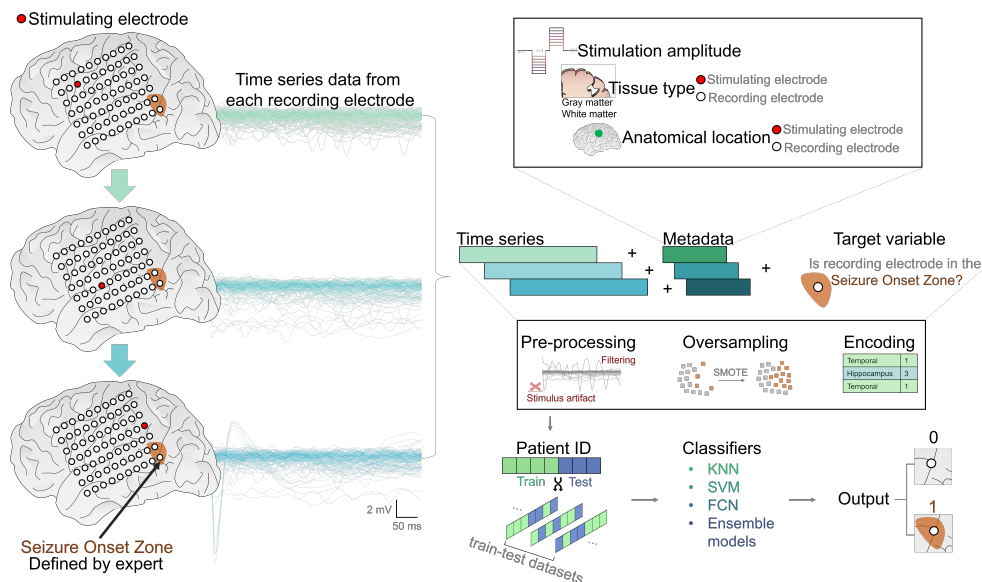 Stimulating electrode
Time series data from
each recording electrode
2 mV
50 ms
Seizure Onset Zone
Defined by expert
Stimulation amplitude
Tissue type
Stimulating electrode
Recording electrode
Gray matter
White matter
Anatomical location
Stimulating electrode
Recording electrode
Time series
+
Metadata
+
+
+
Target variable
Is recording electrode in the
Seizure Onset Zone?
Pre-processing
Filtering
Stimulus artifact
Oversampling
SMOTE
Encoding
Temporal 1
Hippocampus 3
Temporal 1
Patient ID
Train
Test
...
...
train-test datasets
Classifiers
• KNN
• SVM
• FCN
• Ensemble
models
Output
0
1